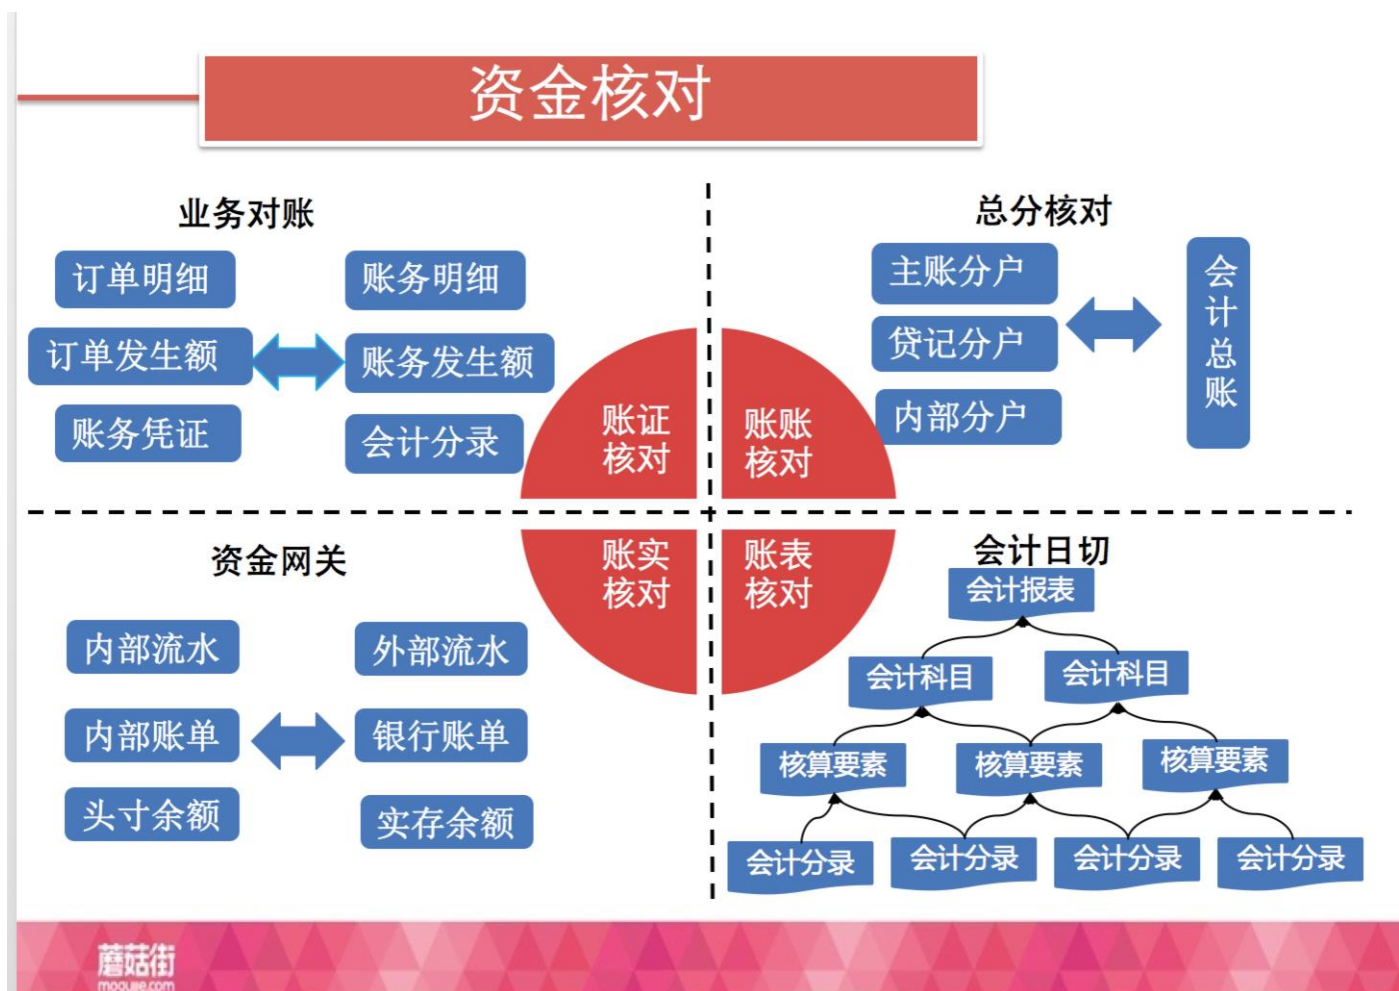 资金核对
业务对账
订单明细
账务明细
订单发生额
账务发生额
账务凭证
会计分录
账证
核对
总分核对
主账分户
贷记分户
内部分户
会
计
总
账
账账
核对
资金网关
内部流水
外部流水
内部账单
银行账单
头寸余额
实存余额
账实
核对
账表
核对
会计日切
会计报表
会计科目
会计科目
核算要素
核算要素
核算要素
会计分录
会计分录
会计分录
会计分录
蘑菇街
mogujie.com